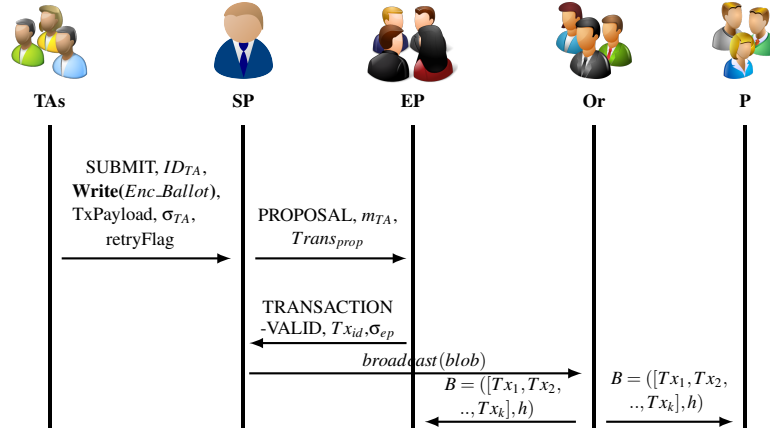 TAs SP EP Or P
SUBMIT, ID_TA,
Write(Enc_Ballot),
TxPayload, σ_TA,
retryFlag
PROPOSAL, m_TA,
Trans_prop
TRANSACTION
-VALID, Tx_id,σ_ep
broadcast(blob)
B = ([Tx_1,Tx_2,
..,Tx_k],h)
B = ([Tx_1,Tx_2,
..,Tx_k],h)